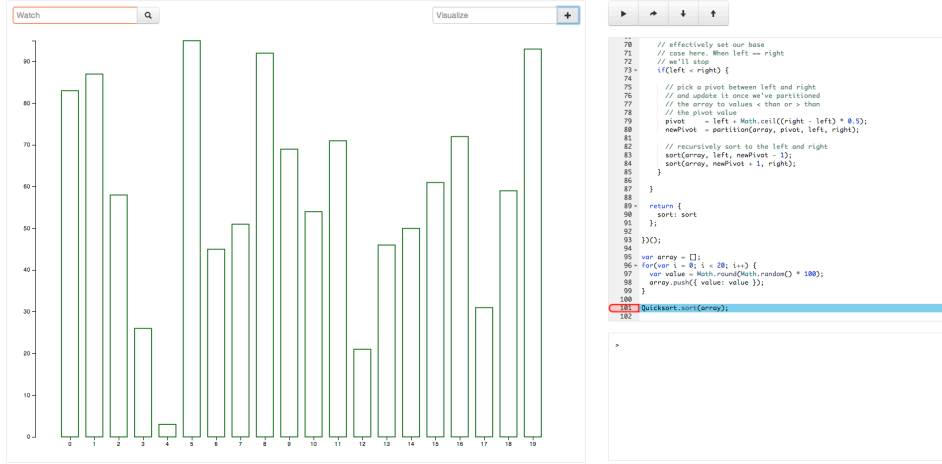 Watch
Visualize
+
90
80
70
60
50
40
30
20
10
0
0 1 2 3 4 5 6 7 8 9 10 11 12 13 14 15 16 17 18 19
70 // effectively set our base
71 // case here. When left == right
72 // we'll stop
73 if(left < right) {
74
75 // pick a pivot between left and right
76 // and update it once we've partitioned
77 // the array to values < than or > than
78 // the pivot value
79 pivot = left + Math.ceil((right - left) * 0.5);
80 newPivot = partition(array, pivot, left, right);
81
82 // recursively sort to the left and right
83 sort(array, left, newPivot - 1);
84 sort(array, newPivot + 1, right);
85 }
86
87 }
88
89 return {
90 sort: sort
91 };
92
93 })();
94
95 var array = [];
96 for(var i = 0; i < 20; i++) {
97 var value = Math.round(Math.random() * 100);
98 array.push({ value: value });
99 }
100
101 Quicksort.sort(array);
102
>